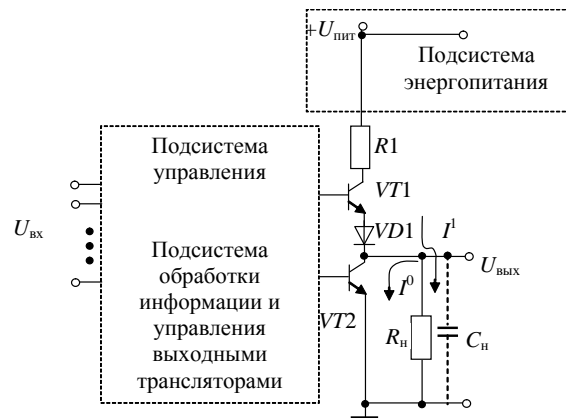 +Uпит
Подсистема
энергопитания
Подсистема
управления
R1
VT1
Uвх
VD1
I¹
Подсистема
обработки
информации и
управления
выходными
трансляторами
Uвых
I⁰
VT2
Rн
Cн